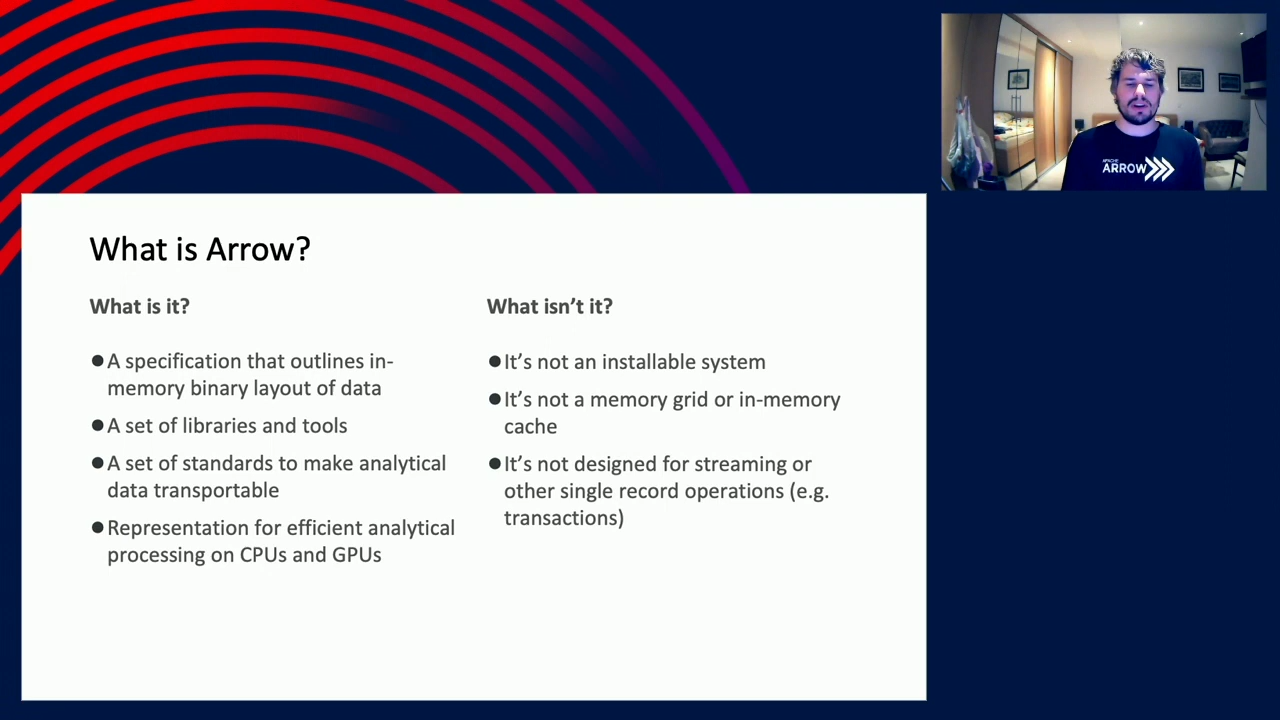 What is Arrow?
What is it?
●A specification that outlines in-
memory binary layout of data
●A set of libraries and tools
●A set of standards to make analytical
data transportable
●Representation for efficient analytical
processing on CPUs and GPUs
What isn’t it?
●It’s not an installable system
●It’s not a memory grid or in-memory
cache
●It’s not designed for streaming or
other single record operations (e.g.
transactions)
APACHE
ARROW